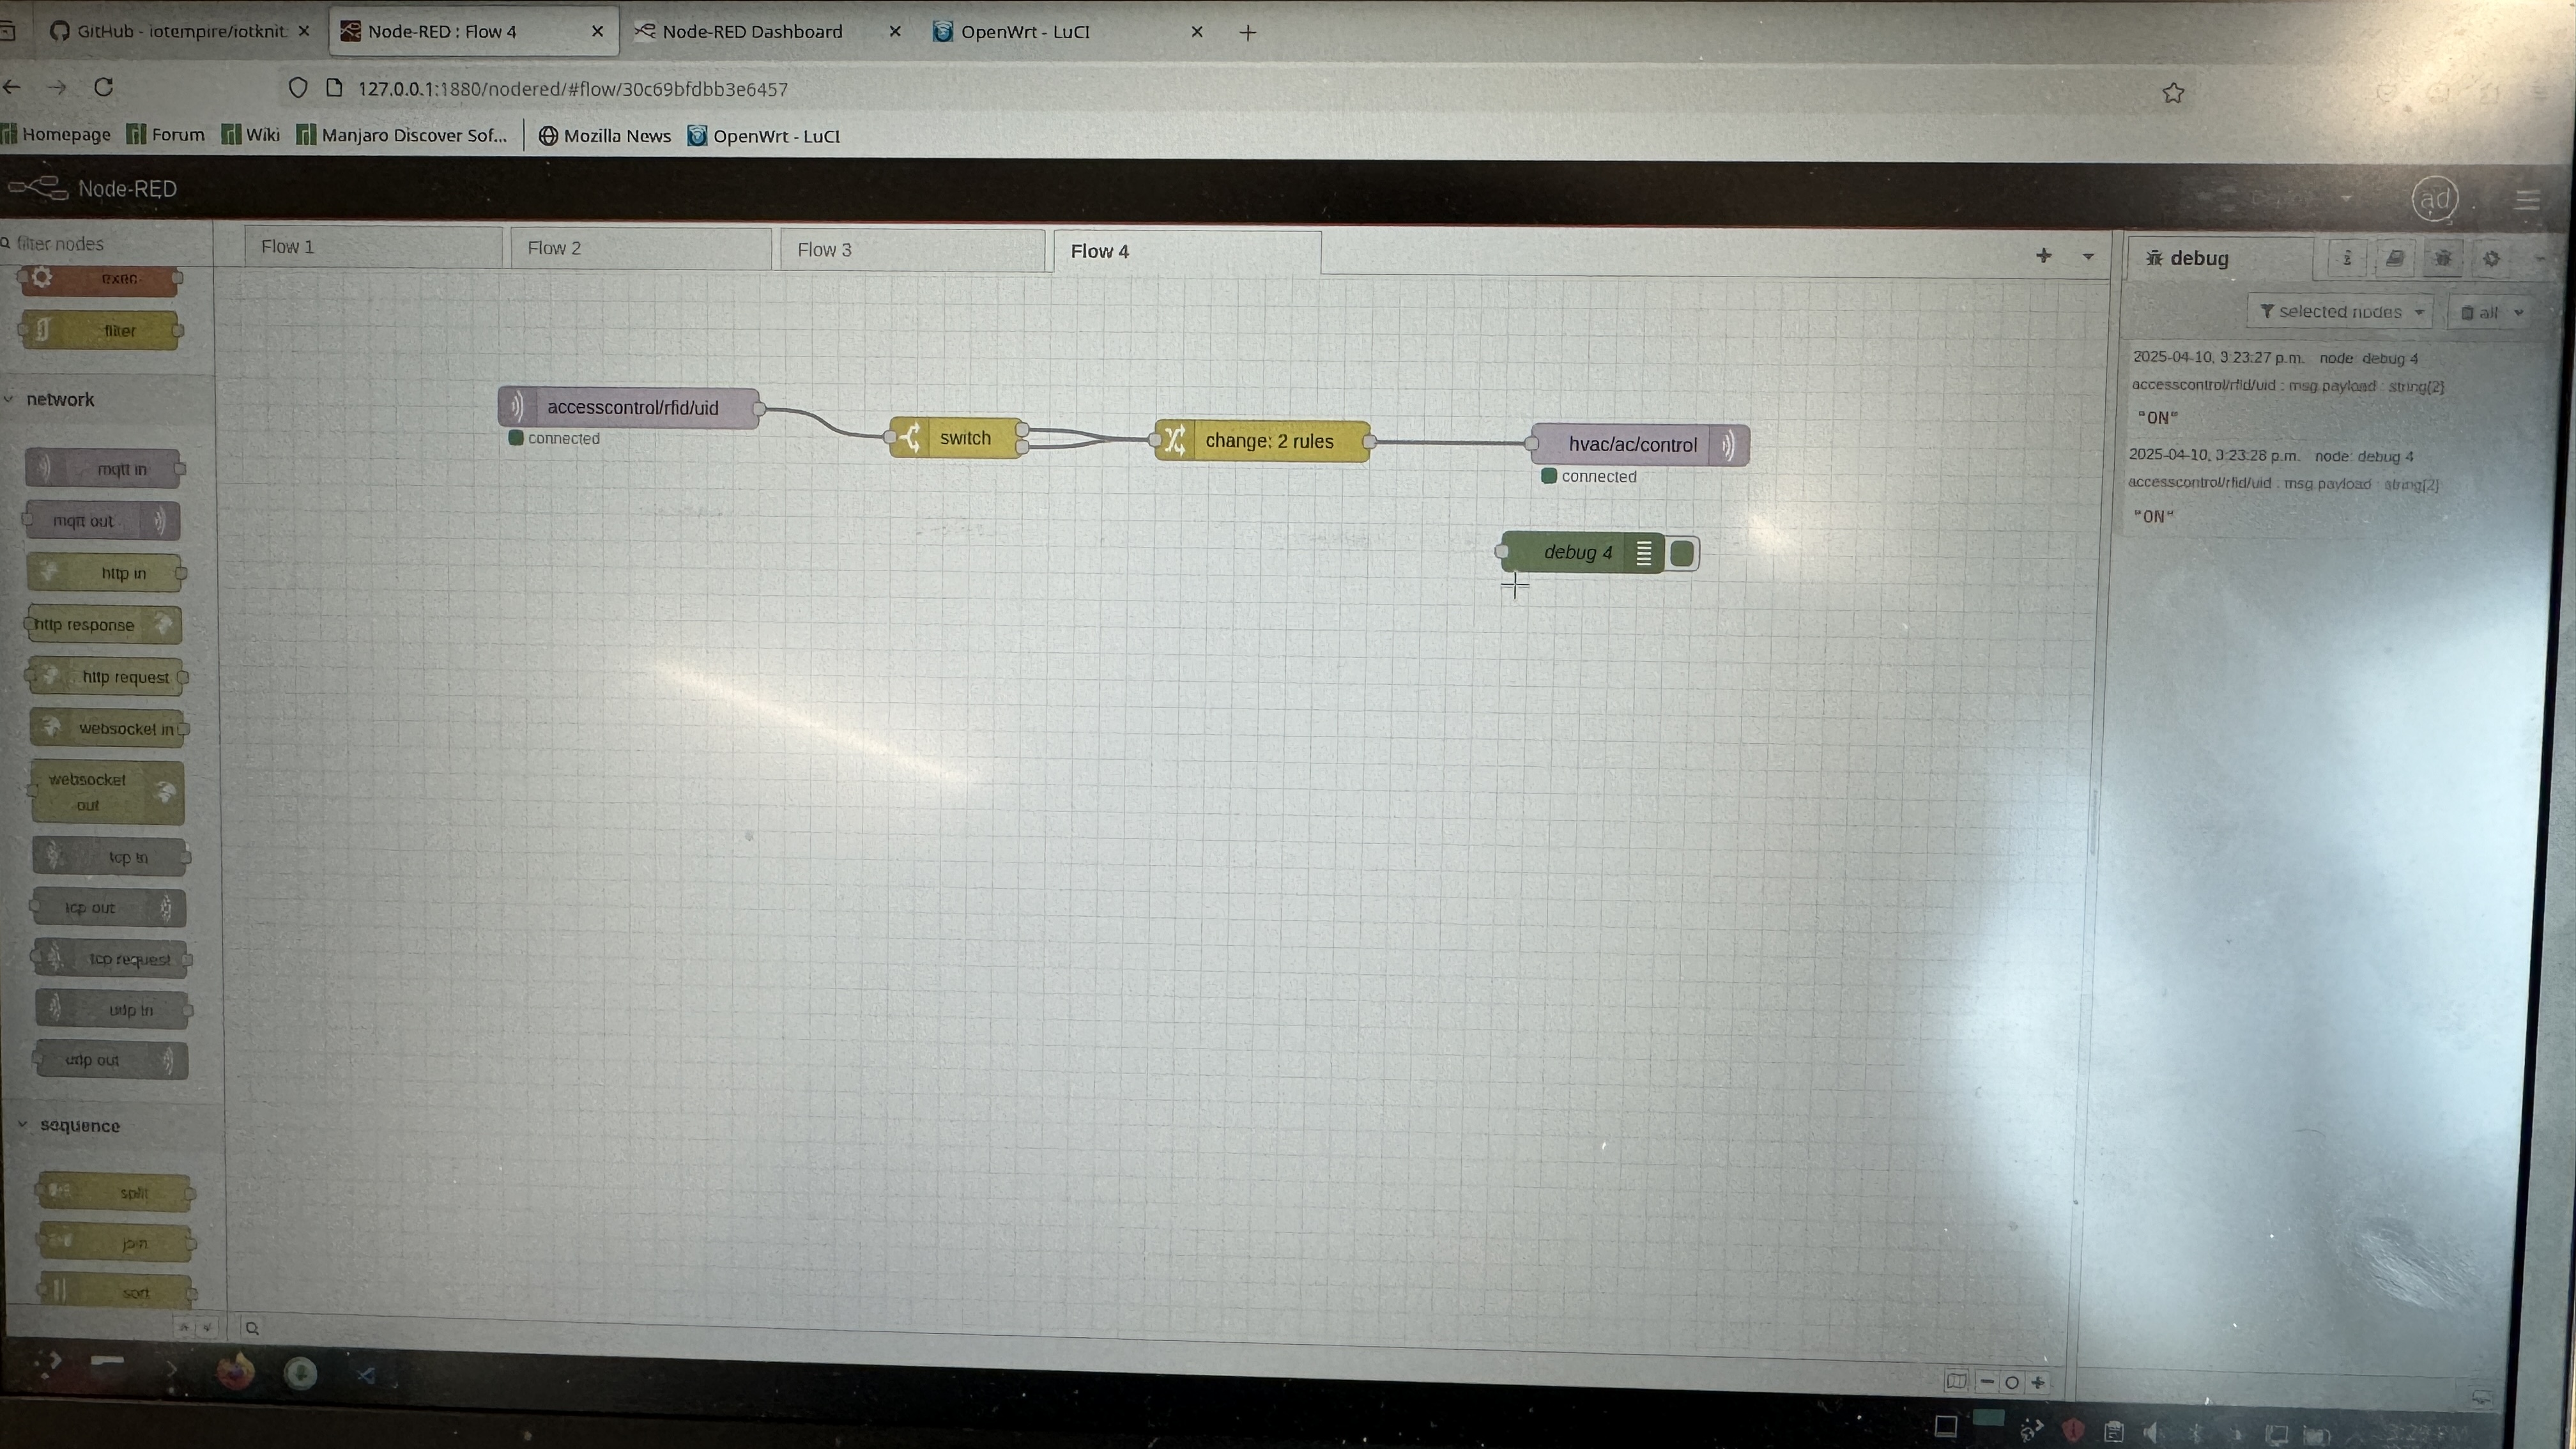 GitHub - iotempire/iotknit
Node-RED : Flow 4
Node-RED Dashboard
OpenWrt - LuCI
127.0.0.1:1880/nodered/#flow/30c69bfdbb3e6457
Homepage
Forum
Wiki
Manjaro Discover Sof...
Mozilla News
OpenWrt - LuCI
Node-RED
ad
filter nodes
Flow 1
Flow 2
Flow 3
Flow 4
debug
exec
filter
selected nodes
all
network
mqtt in
mqtt out
http in
http response
http request
websocket in
websocket
out
tcp in
tcp out
tcp request
udp in
udp out
sequence
split
join
sort
accesscontrol/rfid/uid
connected
switch
change: 2 rules
hvac/ac/control
connected
debug 4
2025-04-10, 3:23:27 p.m. node: debug 4
accesscontrol/rfid/uid : msg.payload : string[2]
"ON"
2025-04-10, 3:23:28 p.m. node: debug 4
accesscontrol/rfid/uid : msg.payload : string[2]
"ON"